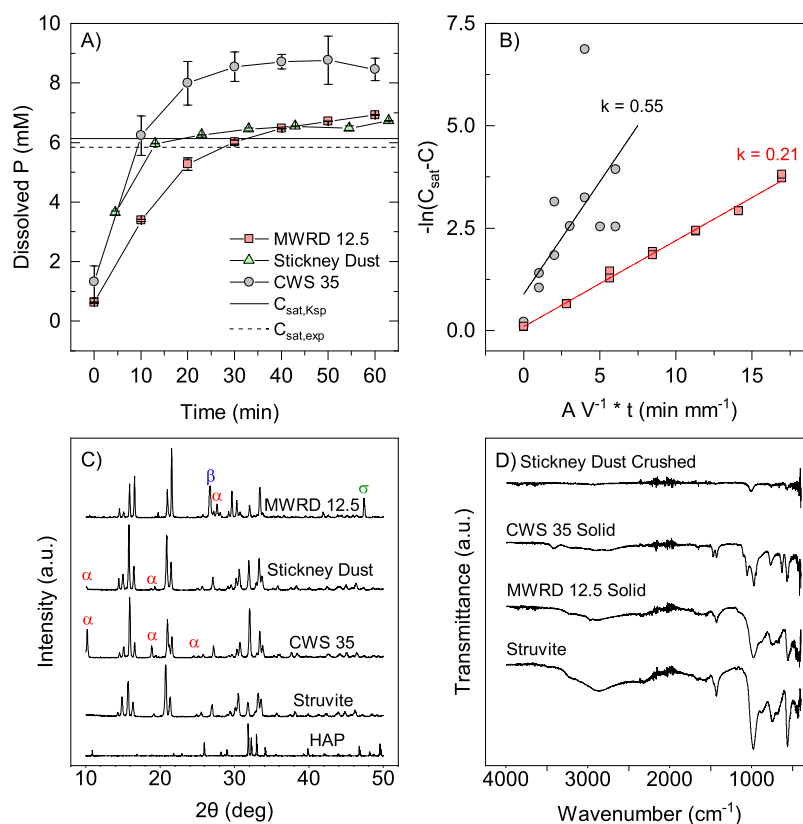 A)
Dissolved P (mM)
10
8
6
4
2
0
MWRD 12.5
Stickney Dust
CWS 35
C_sat,Ksp
C_sat,exp
0 10 20 30 40 50 60
Time (min)
B)
-ln(C_sat-C)
-7.5
5.0
2.5
0.0
k = 0.55
k = 0.21
0 5 10 15
A V⁻¹ * t (min mm⁻¹)
C)
Intensity (a.u.)
β
α
σ
MWRD 12.5
Stickney Dust
α α
CWS 35
α α α
Struvite
HAP
10 20 30 40 50
2θ (deg)
D)
Transmittance (a.u.)
Stickney Dust Crushed
CWS 35 Solid
MWRD 12.5 Solid
Struvite
4000 3000 2000 1000
Wavenumber (cm⁻¹)